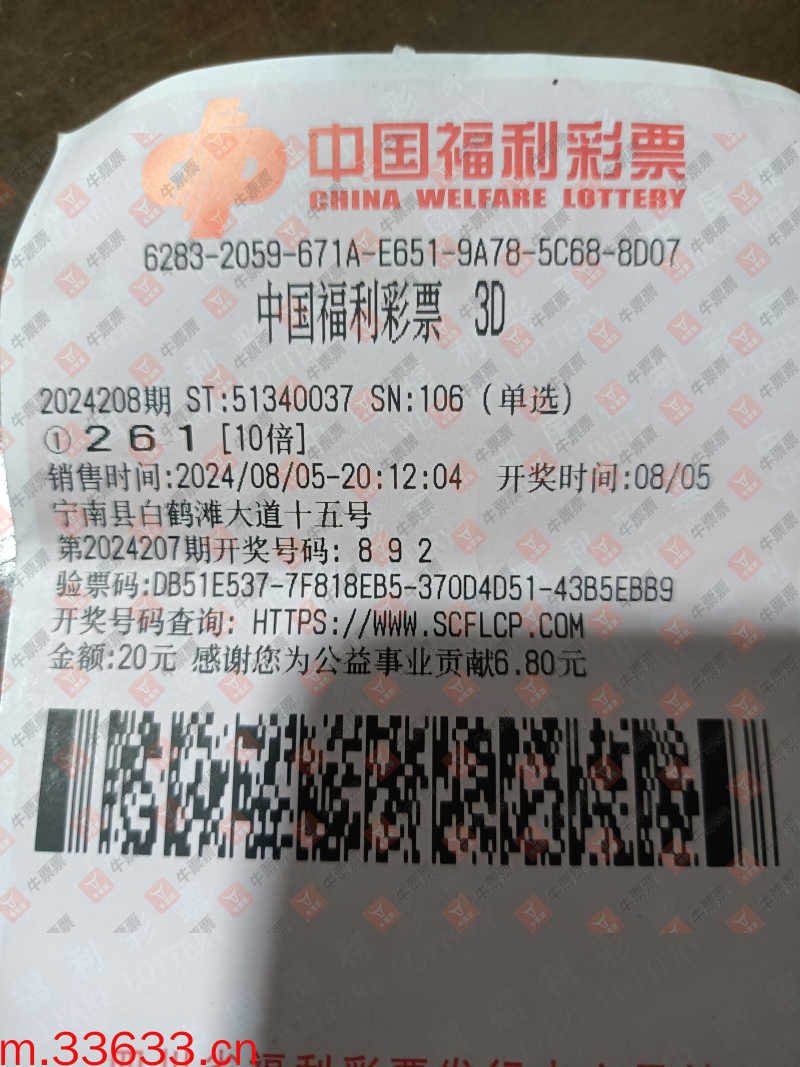 中国福利彩票
CHINA WELFARE LOTTERY
6283-2059-671A-E651-9A78-5C68-8D07
中国福利彩票 3D
2024208期 ST:51340037 SN:106 (单选)
① 2 6 1 [10倍]
销售时间:2024/08/05-20:12:04 开奖时间:08/05
宁南县白鹤滩大道十五号
第2024207期开奖号码: 8 9 2
验票码:DB51E537-7F818EB5-370D4D51-43B5EBB9
开奖号码查询: HTTPS://WWW.SCFLCP.COM
金额:20元 感谢您为公益事业贡献6.80元
牛票票
m.33633.cn